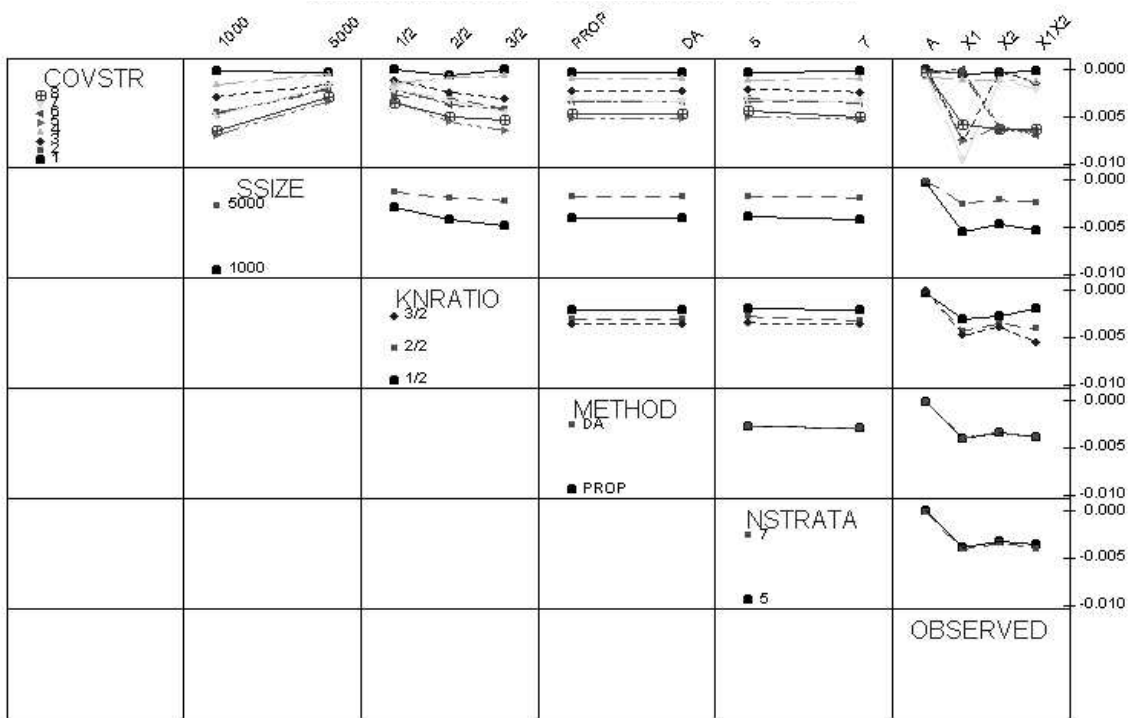 1000 5000 1/2 2/2 3/2 PROP DA 5 7 A X1 X2 X1X2
COVSTR
1
0.000
-0.005
-0.010
SSIZE
5000
1000
0.000
-0.005
-0.010
KNRATIO
3/2
2/2
1/2
0.000
-0.005
-0.010
METHOD
DA
PROP
0.000
-0.005
-0.010
NSTRATA
7
5
0.000
-0.005
-0.010
OBSERVED